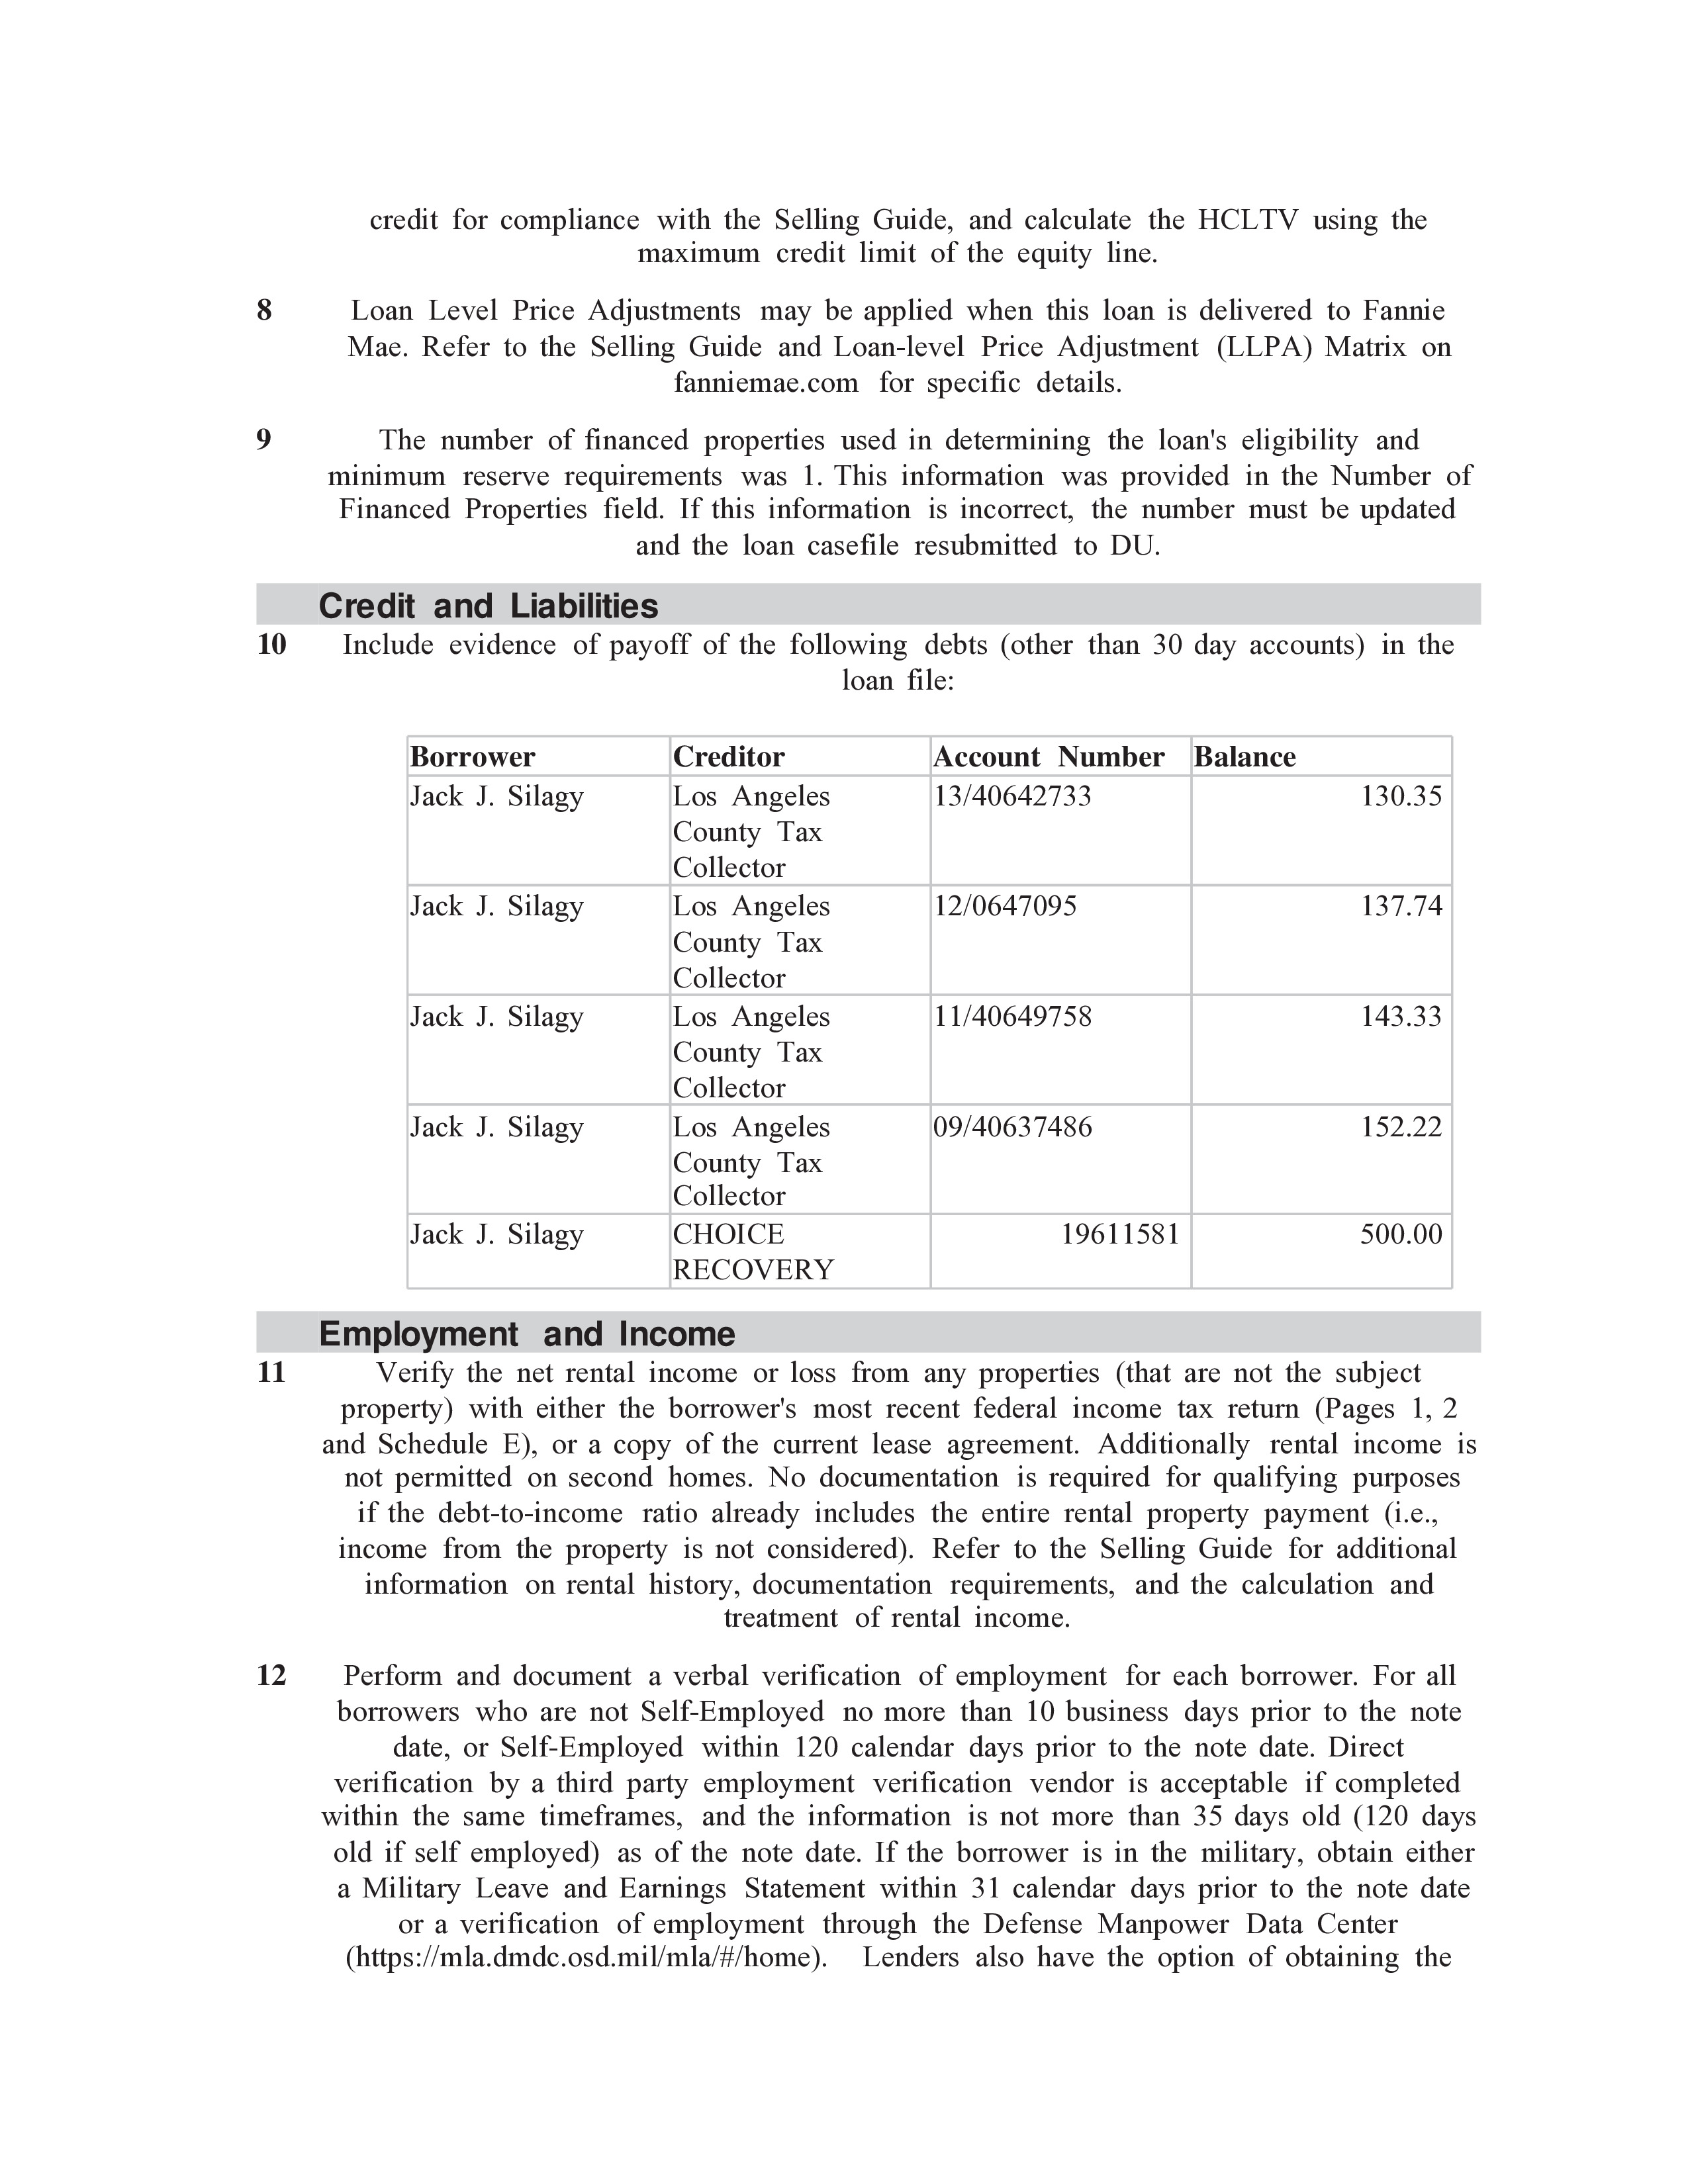 credit for compliance with the Selling Guide, and calculate the HCLTV using the
maximum credit limit of the equity line.
8 Loan Level Price Adjustments may be applied when this loan is delivered to Fannie
Mae. Refer to the Selling Guide and Loan-level Price Adjustment (LLPA) Matrix on
fanniemae.com for specific details.
9 The number of financed properties used in determining the loan's eligibility and
minimum reserve requirements was 1. This information was provided in the Number of
Financed Properties field. If this information is incorrect, the number must be updated
and the loan casefile resubmitted to DU.
Credit and Liabilities
10 Include evidence of payoff of the following debts (other than 30 day accounts) in the
loan file:
Borrower Creditor Account Number Balance
Jack J. Silagy Los Angeles 13/40642733 130.35
County Tax
Collector
Jack J. Silagy Los Angeles 12/0647095 137.74
County Tax
Collector
Jack J. Silagy Los Angeles 11/40649758 143.33
County Tax
Collector
Jack J. Silagy Los Angeles 09/40637486 152.22
County Tax
Collector
Jack J. Silagy CHOICE 19611581 500.00
RECOVERY
Employment and Income
11 Verify the net rental income or loss from any properties (that are not the subject
property) with either the borrower's most recent federal income tax return (Pages 1, 2
and Schedule E), or a copy of the current lease agreement. Additionally rental income is
not permitted on second homes. No documentation is required for qualifying purposes
if the debt-to-income ratio already includes the entire rental property payment (i.e.,
income from the property is not considered). Refer to the Selling Guide for additional
information on rental history, documentation requirements, and the calculation and
treatment of rental income.
12 Perform and document a verbal verification of employment for each borrower. For all
borrowers who are not Self-Employed no more than 10 business days prior to the note
date, or Self-Employed within 120 calendar days prior to the note date. Direct
verification by a third party employment verification vendor is acceptable if completed
within the same timeframes, and the information is not more than 35 days old (120 days
old if self employed) as of the note date. If the borrower is in the military, obtain either
a Military Leave and Earnings Statement within 31 calendar days prior to the note date
or a verification of employment through the Defense Manpower Data Center
(https://mla.dmdc.osd.mil/mla/#/home). Lenders also have the option of obtaining the